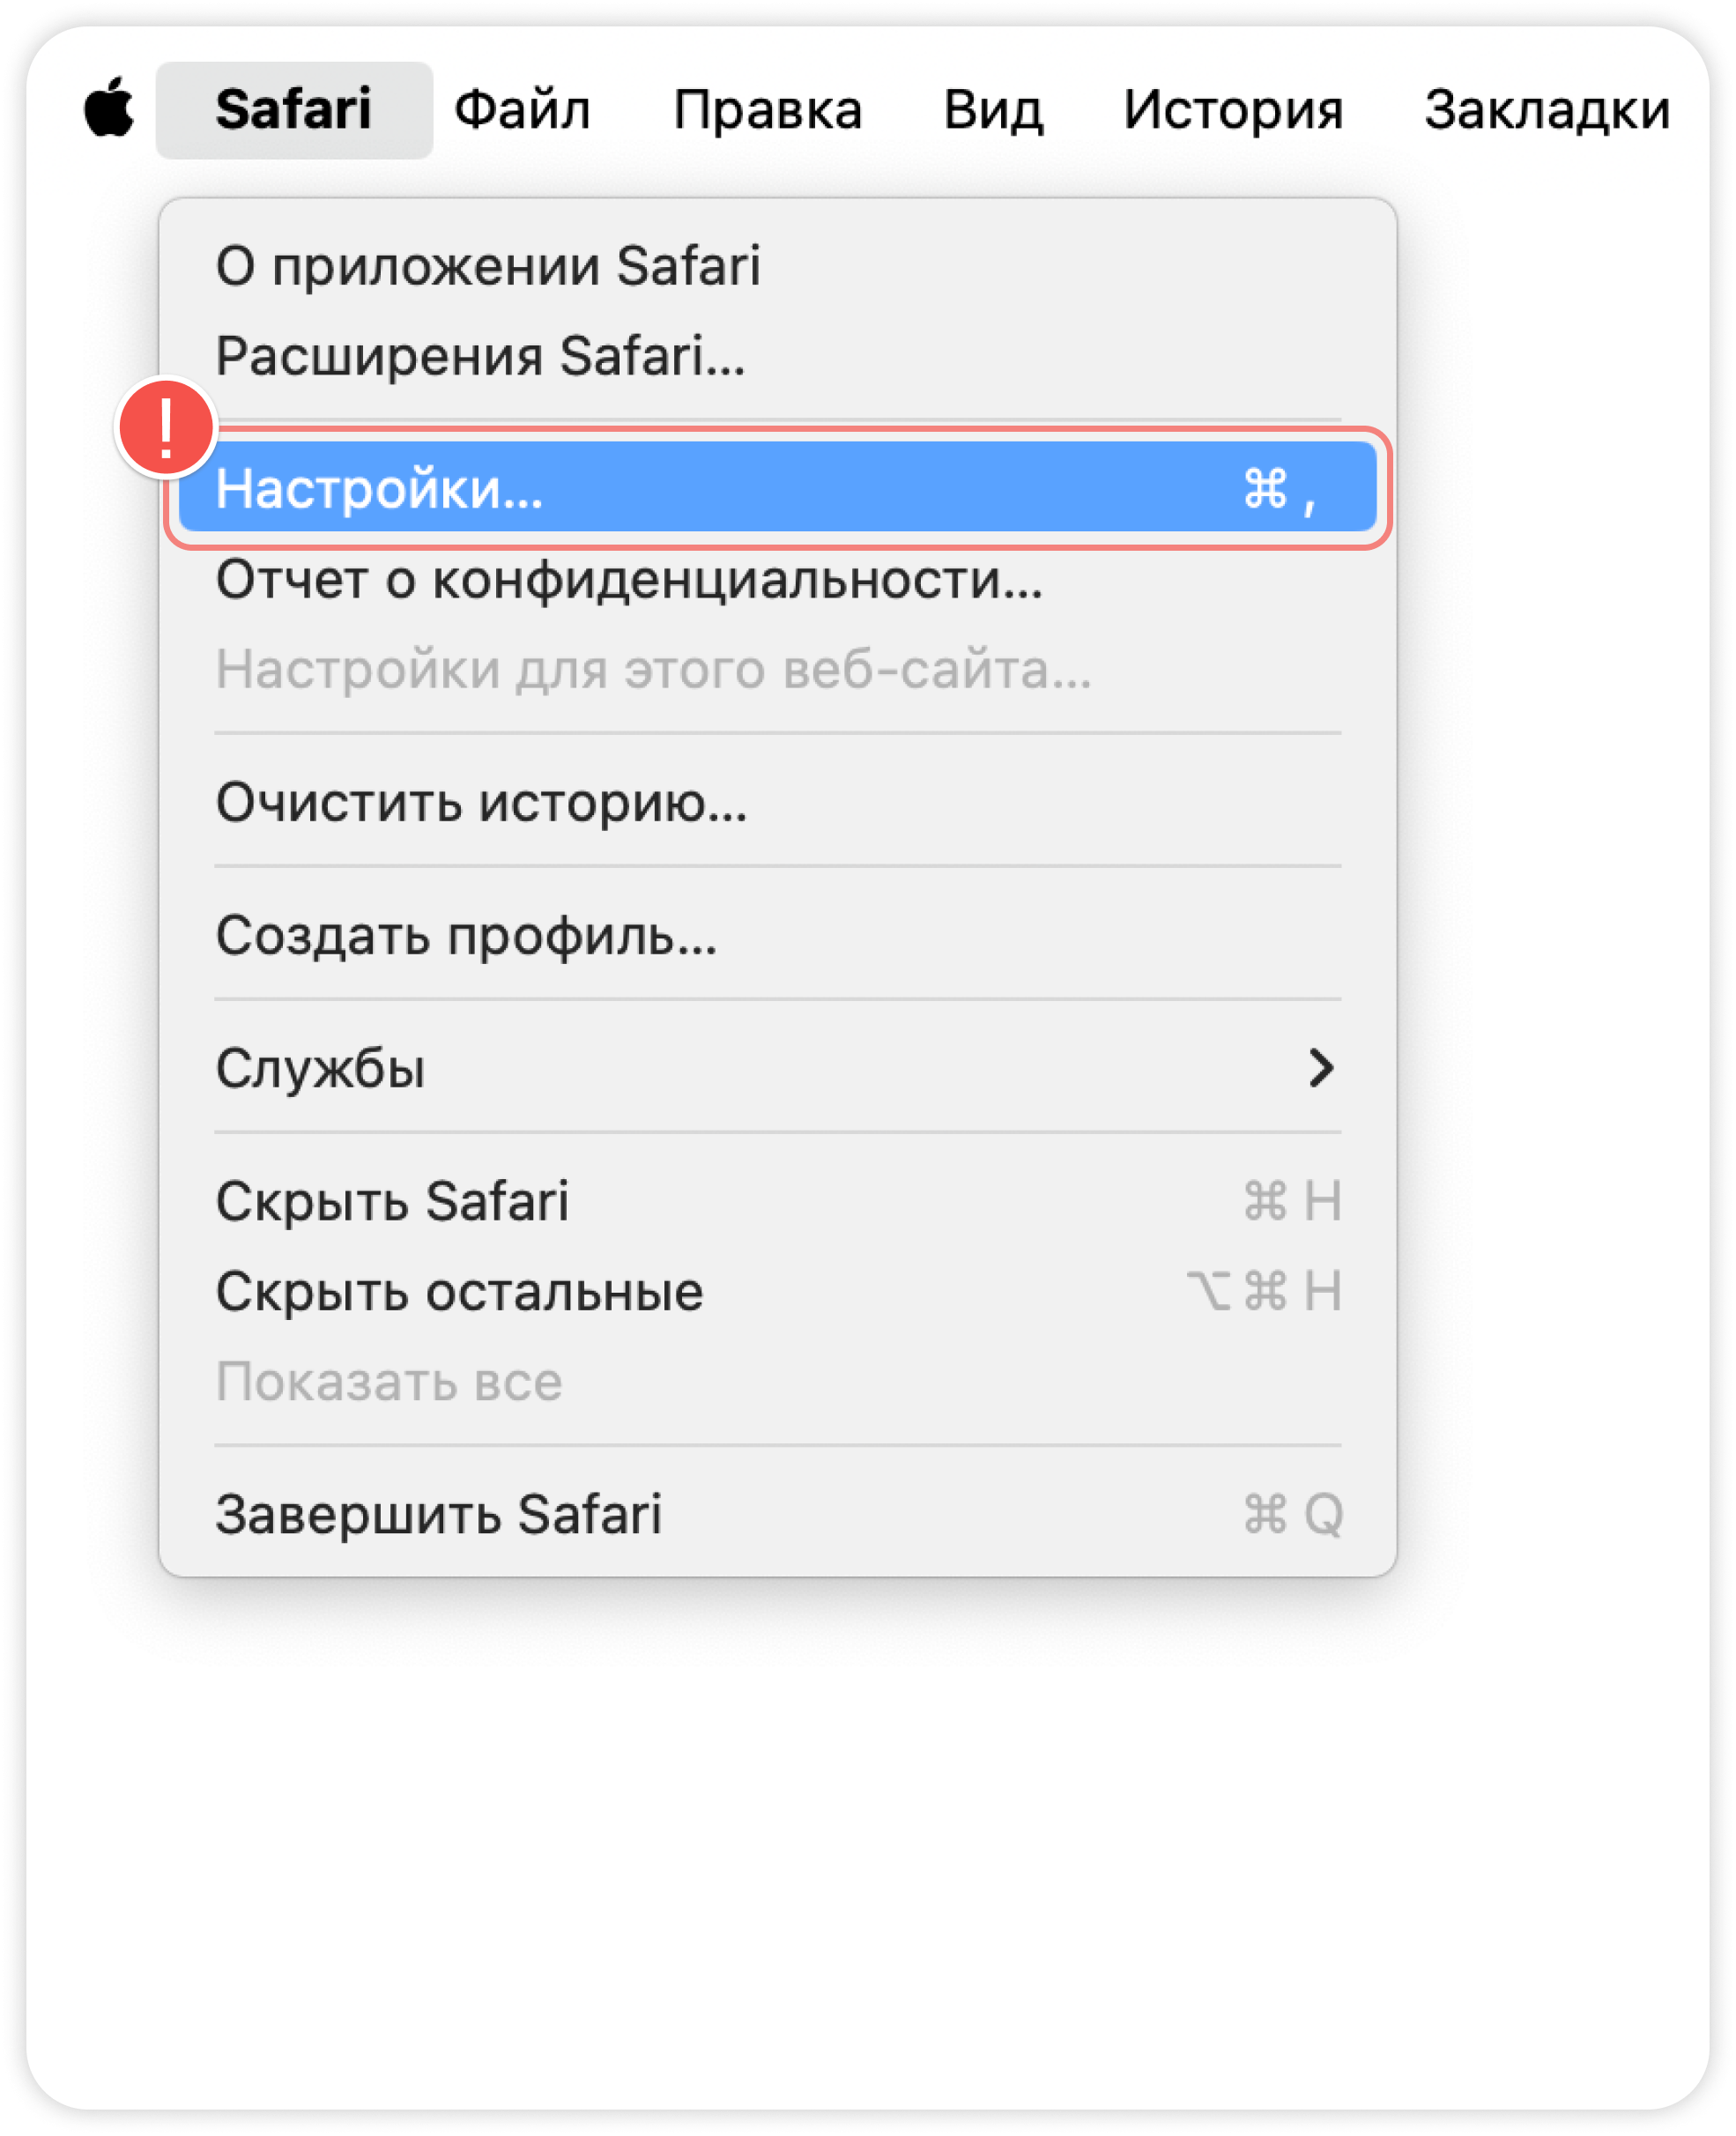 Safari Файл Правка Вид История Закладки
О приложении Safari
Расширения Safari...
!
Настройки... ⌘ ,
Отчет о конфиденциальности...
Настройки для этого веб-сайта...
Очистить историю...
Создать профиль...
Службы
Скрыть Safari ⌘ H
Скрыть остальные ⌥ ⌘ H
Показать все
Завершить Safari ⌘ Q